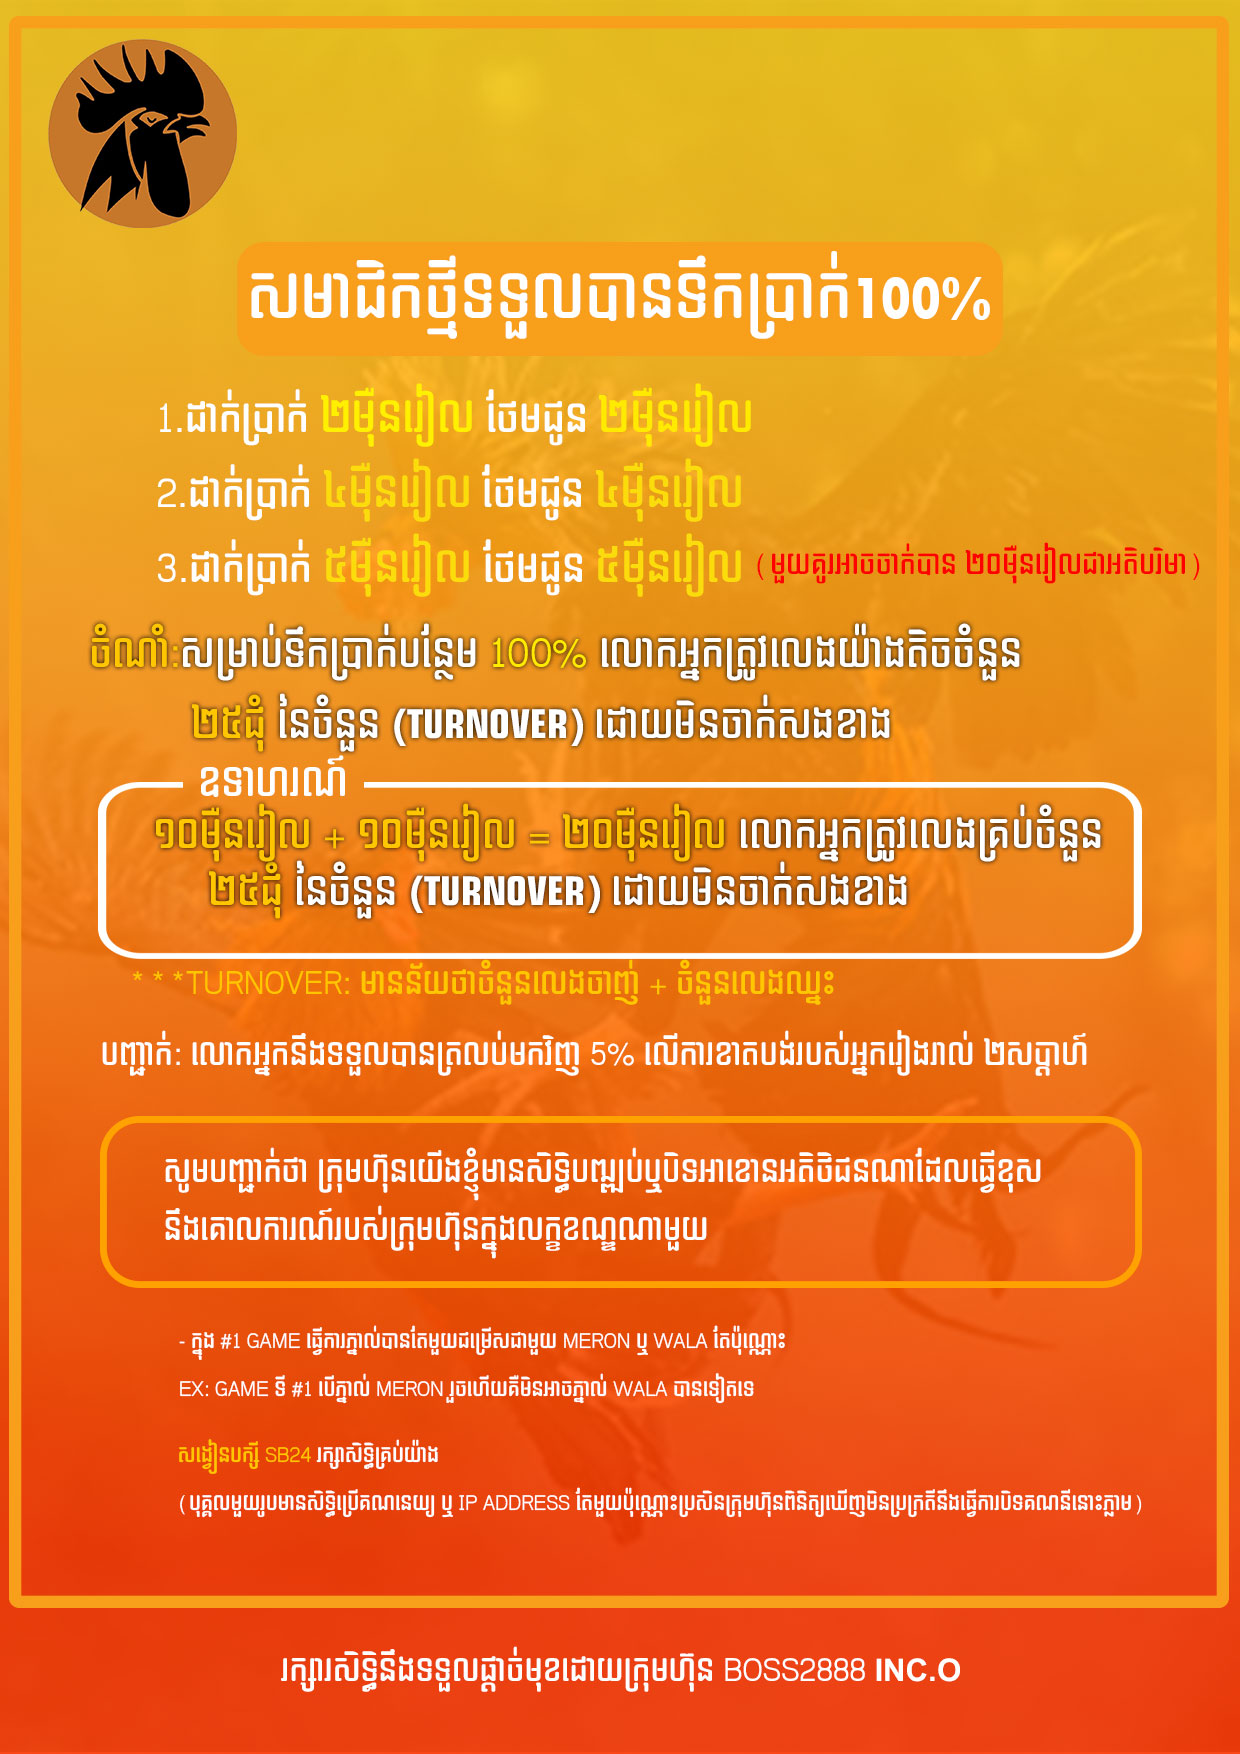 សមាជិកថ្មីទទួលបានទឹកប្រាក់100%
1.ដាក់ប្រាក់ ២ម៉ឺនរៀល ថែមជូន ២ម៉ឺនរៀល
2.ដាក់ប្រាក់ ៤ម៉ឺនរៀល ថែមជូន ៤ម៉ឺនរៀល
3.ដាក់ប្រាក់ ៥ម៉ឺនរៀល ថែមជូន ៥ម៉ឺនរៀល (មួយគូរអាចចាក់បាន ២០ម៉ឺនរៀលជាអតិបរិមា)
ចំណាំ:សម្រាប់ទឹកប្រាក់បន្ថែម 100% លោកអ្នកត្រូវលេងយ៉ាងតិចចំនួន
២៥ជុំ នៃចំនួន (TURNOVER) ដោយមិនចាក់សងខាង
ឧទាហរណ៍
១០ម៉ឺនរៀល + ១០ម៉ឺនរៀល = ២០ម៉ឺនរៀល លោកអ្នកត្រូវលេងគ្រប់ចំនួន
២៥ជុំ នៃចំនួន (TURNOVER) ដោយមិនចាក់សងខាង
* * *TURNOVER: មានន័យថាចំនួនលេងចាញ់ + ចំនួនលេងឈ្នះ
បញ្ជាក់: លោកអ្នកនឹងទទួលបានត្រលប់មកវិញ 5% លើការខាតបង់របស់អ្នករៀងរាល់ ២សប្តាហ៍
សូមបញ្ជាក់ថា ក្រុមហ៊ុនយើងខ្ញុំមានសិទ្ធិបញ្ឈប់ឬបិទអាខោនអតិថិជនណាដែលធ្វើខុស
នឹងគោលការណ៍របស់ក្រុមហ៊ុនក្នុងលក្ខខណ្ឌណាមួយ
- ក្នុង #1 GAME ធ្វើការភ្នាល់បានតែមួយជម្រើសជាមួយ MERON ឬ WALA តែប៉ុណ្ណោះ
EX: GAME ទី #1 បើភ្នាល់ MERON រួចហើយគឺមិនអាចភ្នាល់ WALA បានទៀតទេ
សង្វៀនបក្សី SB24 រក្សាសិទ្ធិគ្រប់យ៉ាង
(បុគ្គលមួយរូបមានសិទ្ធិប្រើគណនេយ្យ ឬ IP ADDRESS តែមួយប៉ុណ្ណោះប្រសិនក្រុមហ៊ុនពិនិត្យឃើញមិនប្រក្រតីនឹងធ្វើការបិទគណនីនោះភ្លាម)
រក្សារសិទ្ធិនឹងទទួលផ្តាច់មុខដោយក្រុមហ៊ុន BOSS2888 INC.O